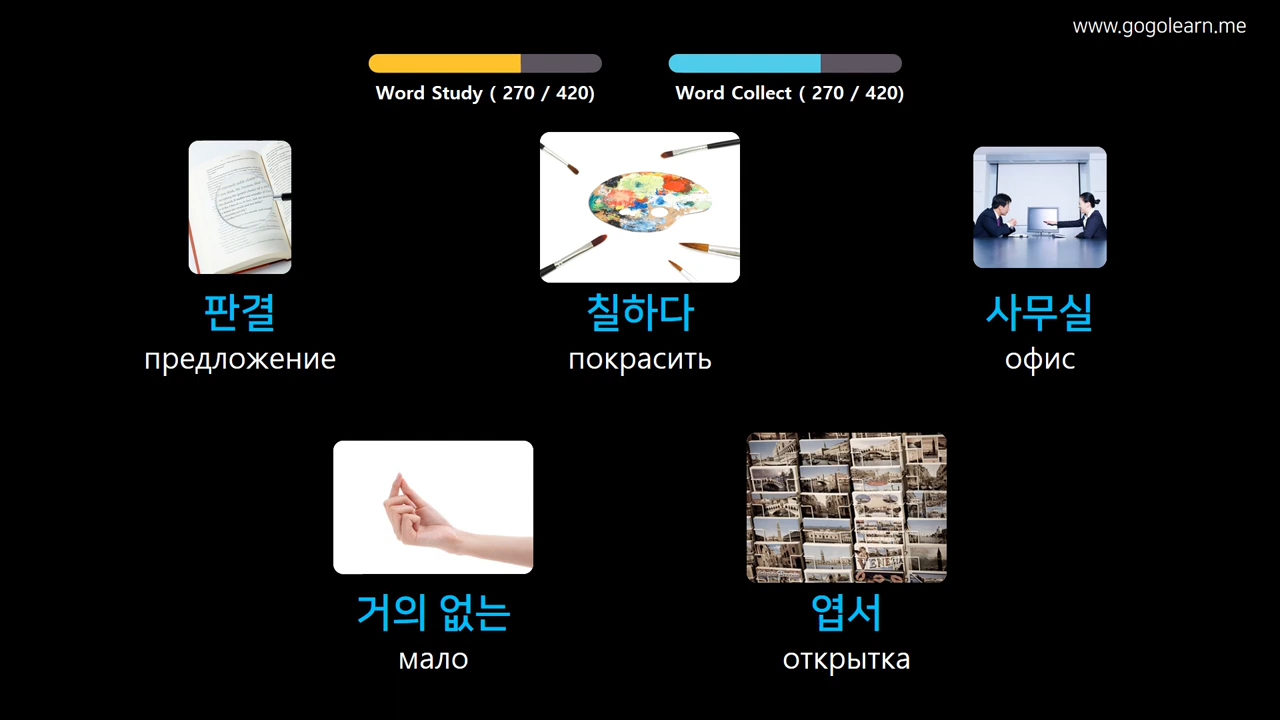 www.gogolearn.me
Word Study ( 270 / 420)
Word Collect ( 270 / 420)
판결
предложение
칠하다
покрасить
사무실
офис
거의 없는
мало
엽서
открытка